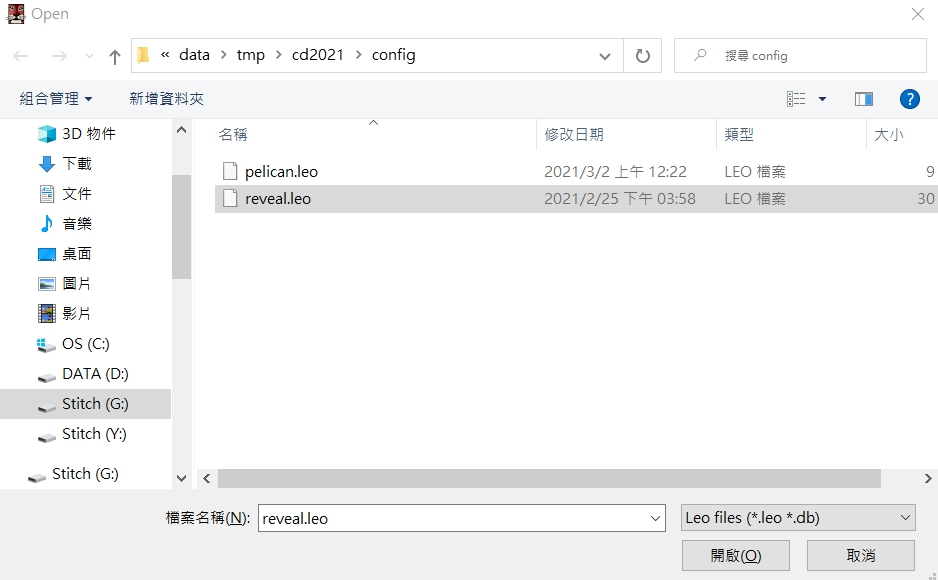 Open
« data › tmp › cd2021 › config
搜尋 config
組合管理
新增資料夾
?
名稱 修改日期 類型 大小
pelican.leo 2021/3/2 上午 12:22 LEO 檔案 9
reveal.leo 2021/2/25 下午 03:58 LEO 檔案 30
3D 物件
下載
文件
音樂
桌面
圖片
影片
OS (C:)
DATA (D:)
Stitch (G:)
Stitch (Y:)
Stitch (G:)
檔案名稱(N): reveal.leo Leo files (*.leo *.db)
開啟(O) 取消